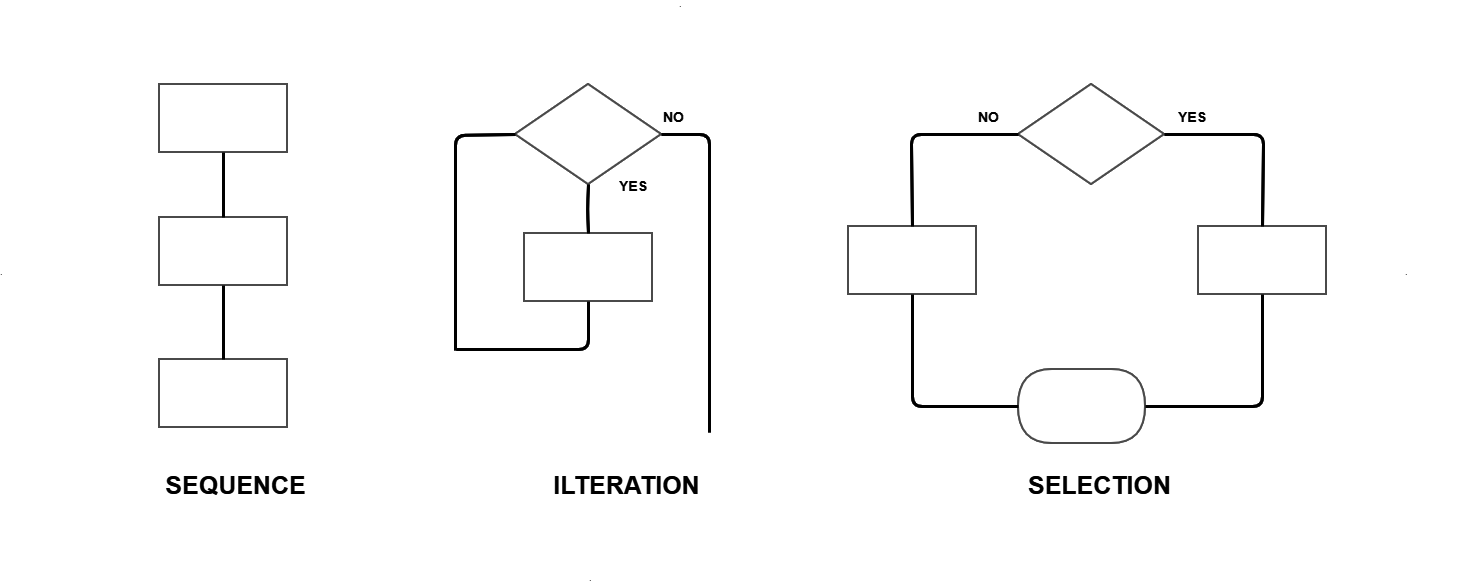 NO
YES
NO
YES
SEQUENCE
ILTERATION
SELECTION